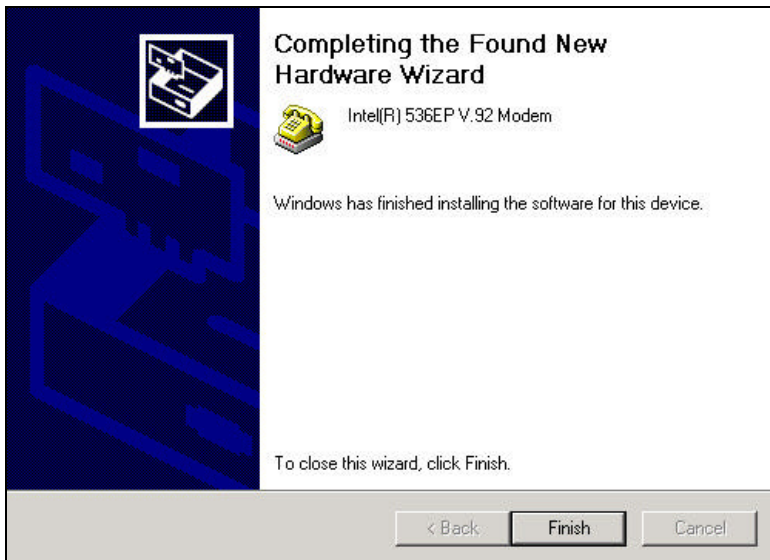 Completing the Found New
Hardware Wizard
Intel(R) 536EP V.92 Modem
Windows has finished installing the software for this device.
To close this wizard, click Finish.
< Back Finish Cancel